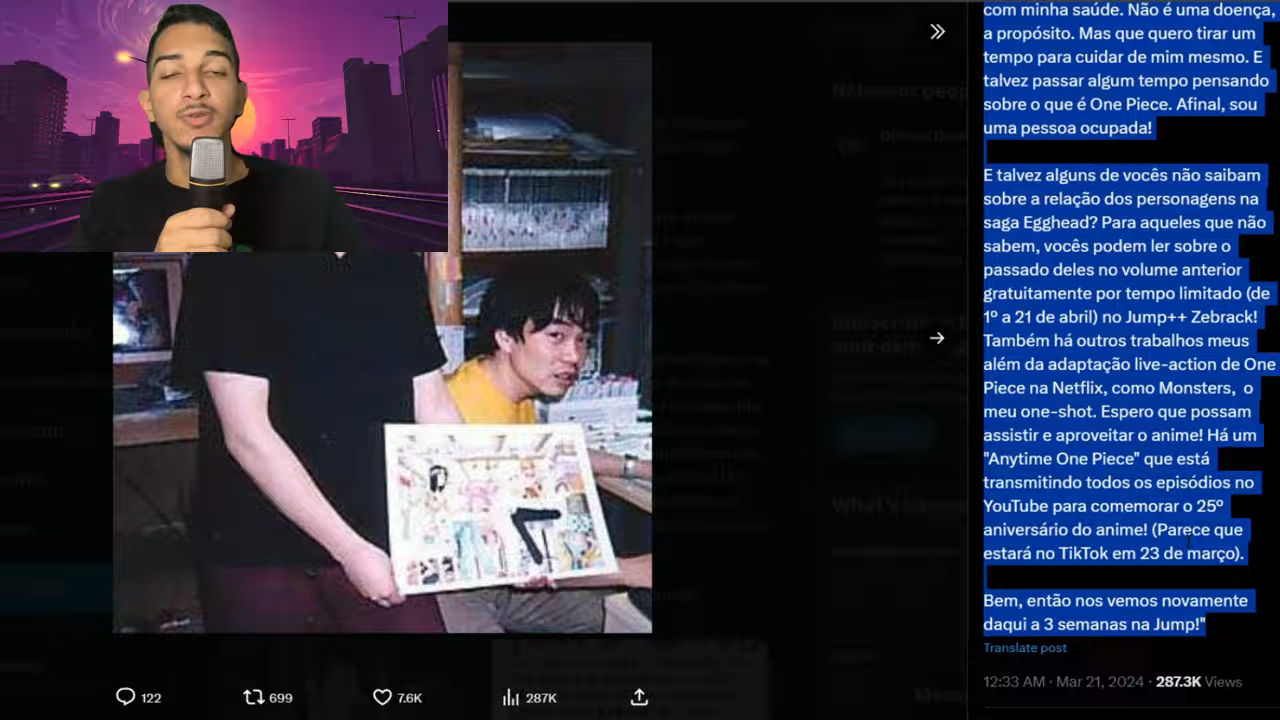 com minha saúde. Não é uma doença,
a propósito. Mas que quero tirar um
tempo para cuidar de mim mesmo. E
talvez passar algum tempo pensando
sobre o que é One Piece. Afinal, sou
uma pessoa ocupada!
E talvez alguns de vocês não saibam
sobre a relação dos personagens na
saga Egghead? Para aqueles que não
sabem, vocês podem ler sobre o
passado deles no volume anterior
gratuitamente por tempo limitado (de
1º a 21 de abril) no Jump++ Zebrack!
Também há outros trabalhos meus
além da adaptação live-action de One
Piece na Netflix, como Monsters,  o
meu one-shot. Espero que possam
assistir e aproveitar o anime! Há um
"Anytime One Piece" que está
transmitindo todos os episódios no
YouTube para comemorar o 25º
aniversário do anime! (Parece que
estará no TikTok em 23 de março).
Bem, então nos vemos novamente
daqui a 3 semanas na Jump!"
Translate post
12:33 AM · Mar 21, 2024 · 287.3K Views
122 699 7.6K 287K